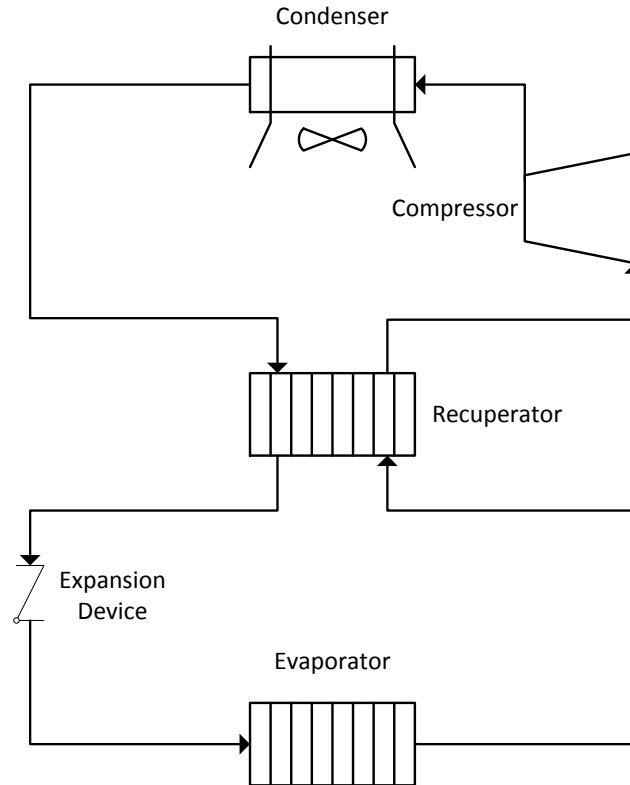 Condenser
Compressor
Recuperator
Expansion
Device
Evaporator